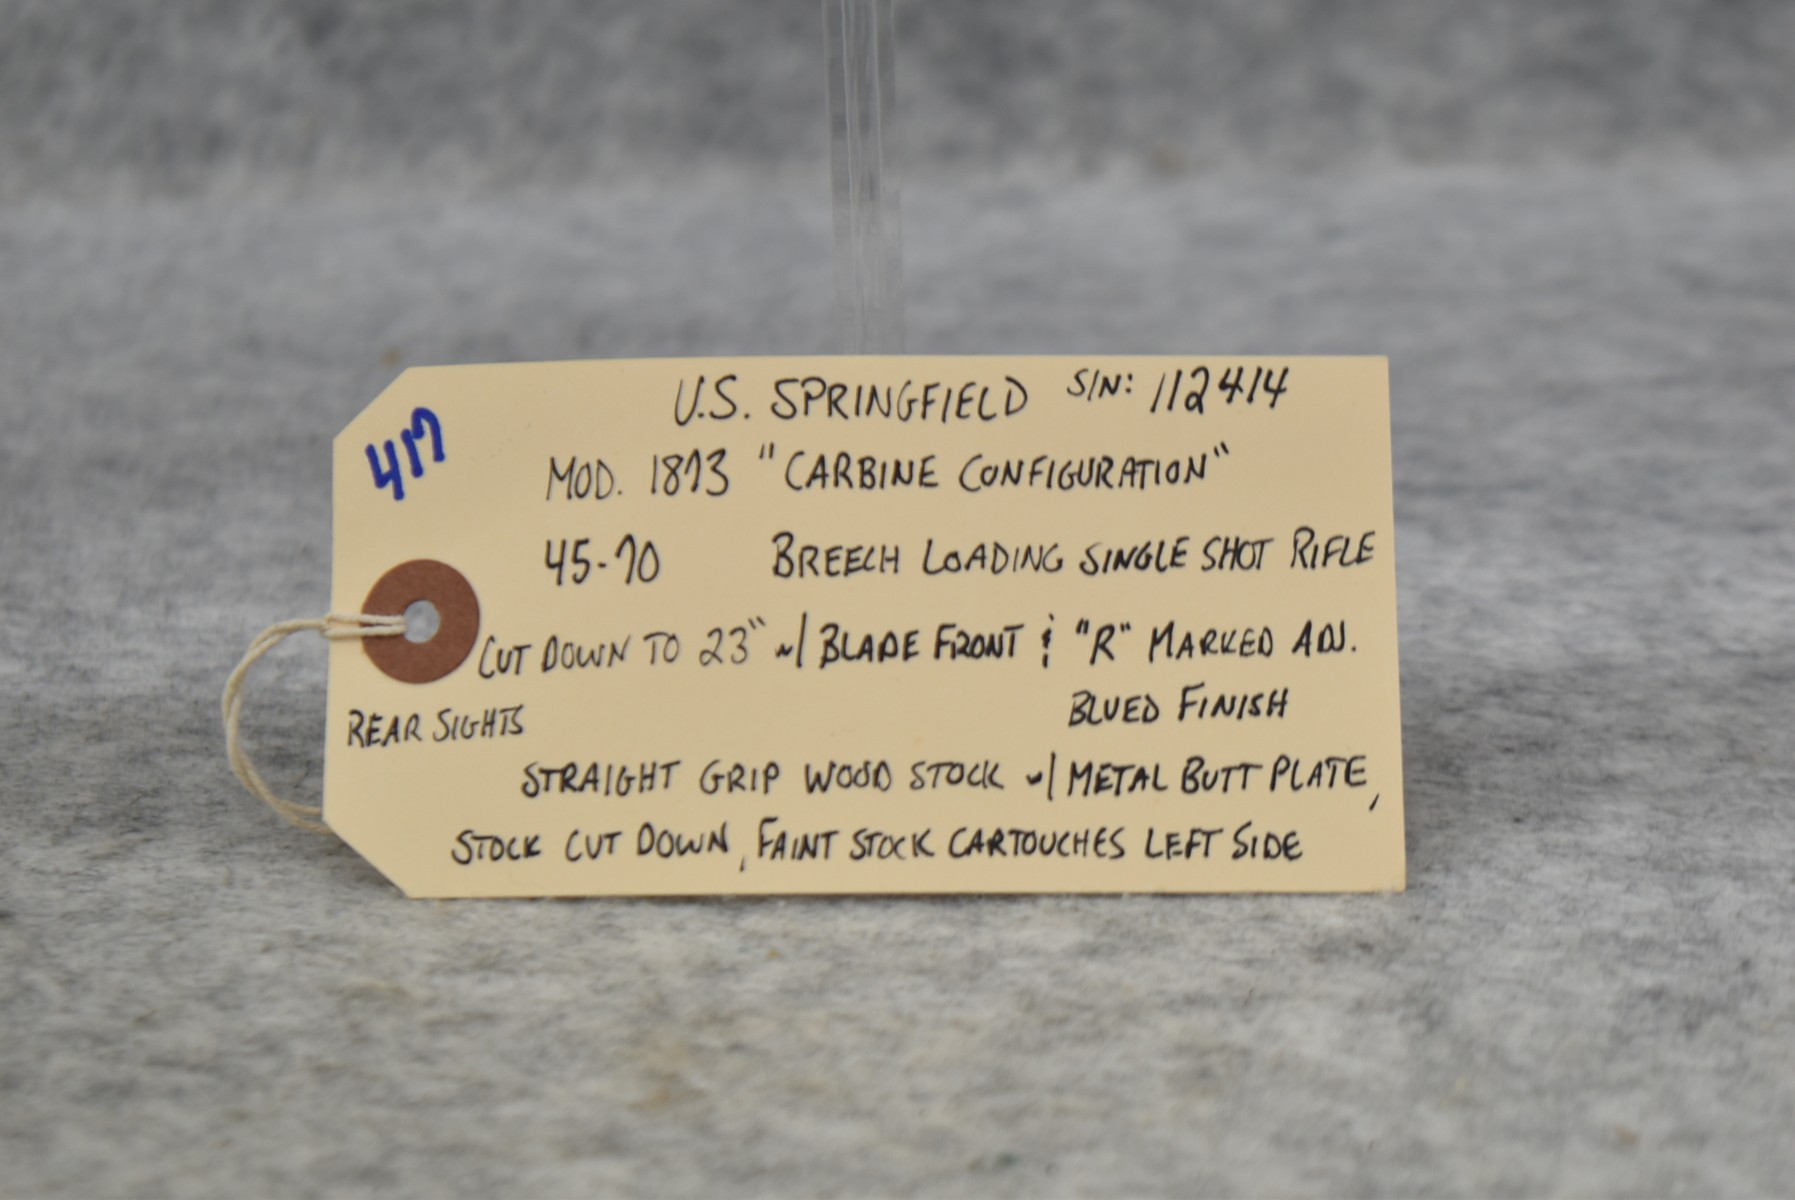 417
U.S. SPRINGFIELD S/N: 112414
MOD. 1873 "CARBINE CONFIGURATION"
45-70 BREECH LOADING SINGLE SHOT RIFLE
CUT DOWN TO 23" w/ BLADE FRONT & "R" MARKED ADJ.
REAR SIGHTS BLUED FINISH
STRAIGHT GRIP WOOD STOCK w/ METAL BUTT PLATE,
STOCK CUT DOWN, FAINT STOCK CARTOUCHES LEFT SIDE